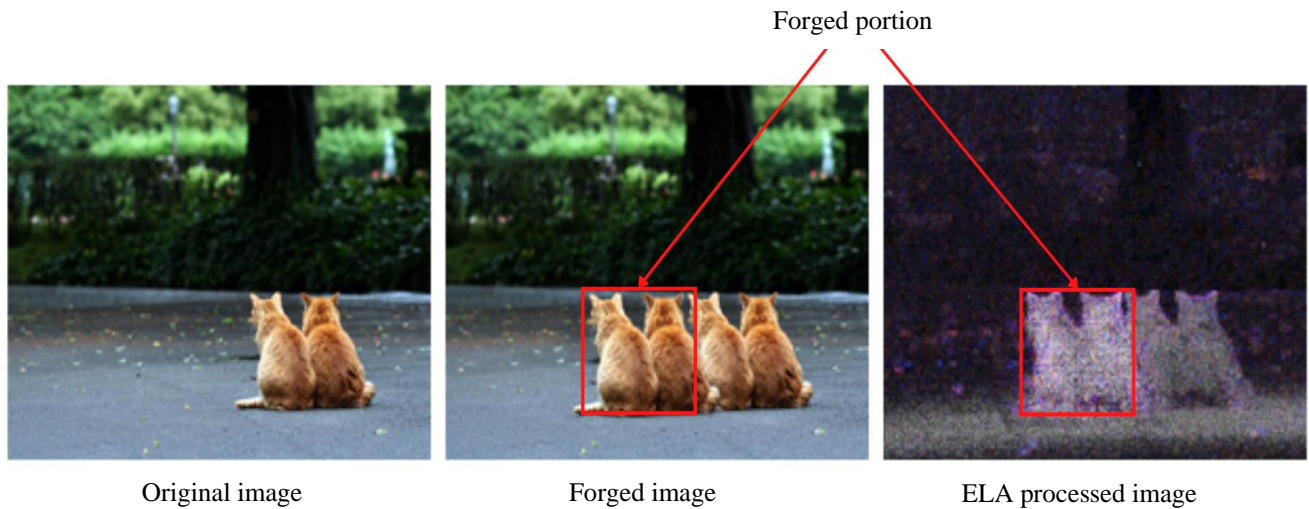 Forged portion
Original image
Forged image
ELA processed image